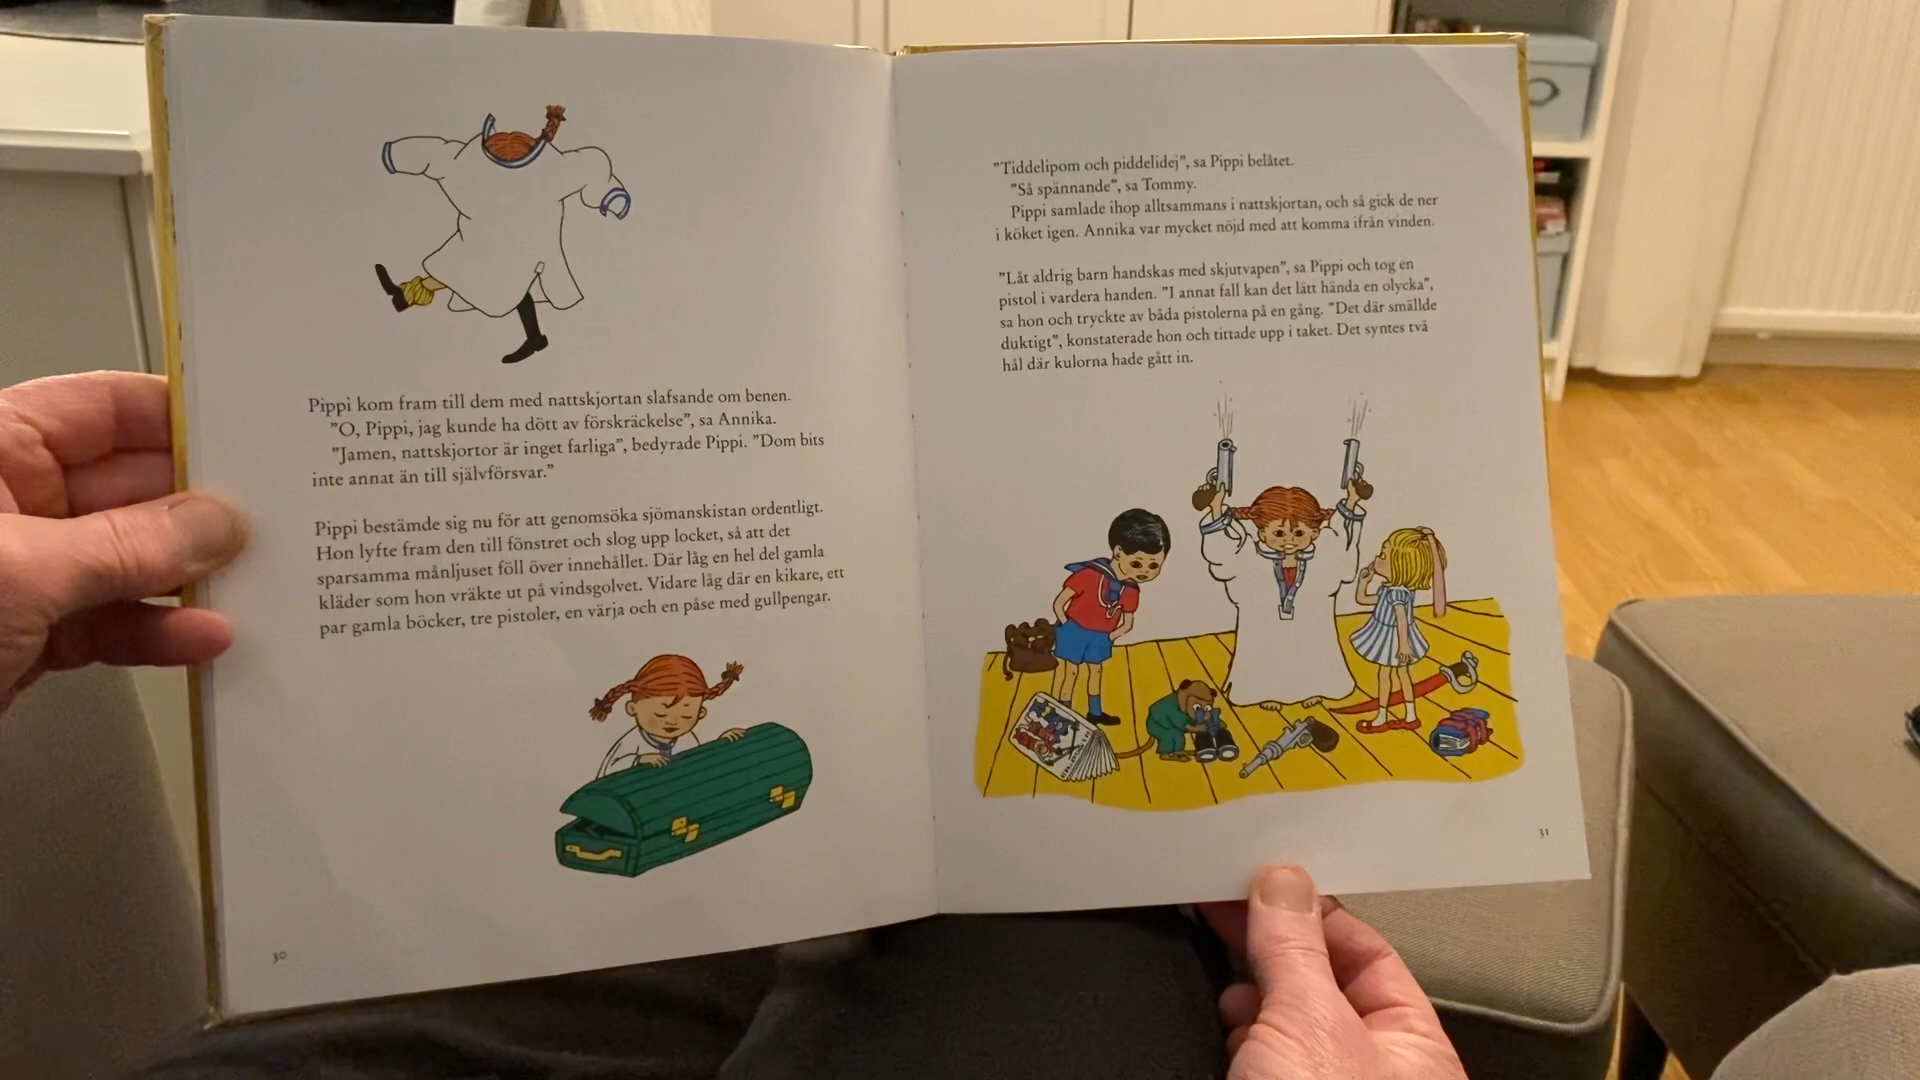 Pippi kom fram till dem med nattskjortan slafsande om benen.
"O, Pippi, jag kunde ha dött av förskräckelse", sa Annika.
"Jamen, nattskjortor är inget farliga", bedyrade Pippi. "Dom bits
inte annat än till självförsvar."
Pippi bestämde sig nu för att genomsöka sjömanskistan ordentligt.
Hon lyfte fram den till fönstret och slog upp locket, så att det
sparsamma månljuset föll över innehållet. Där låg en hel del gamla
kläder som hon vräkte ut på vindsgolvet. Vidare låg där en kikare, ett
par gamla böcker, tre pistoler, en värja och en påse med gullpengar.
30
"Tiddelipom och piddelidej", sa Pippi belåtet.
"Så spännande", sa Tommy.
Pippi samlade ihop alltsammans i nattskjortan, och så gick de ner
i köket igen. Annika var mycket nöjd med att komma ifrån vinden.
"Låt aldrig barn handskas med skjutvapen", sa Pippi och tog en
pistol i vardera handen. "I annat fall kan det lätt hända en olycka",
sa hon och tryckte av båda pistolerna på en gång. "Det där smällde
duktigt", konstaterade hon och tittade upp i taket. Det syntes två
hål där kulorna hade gått in.
31